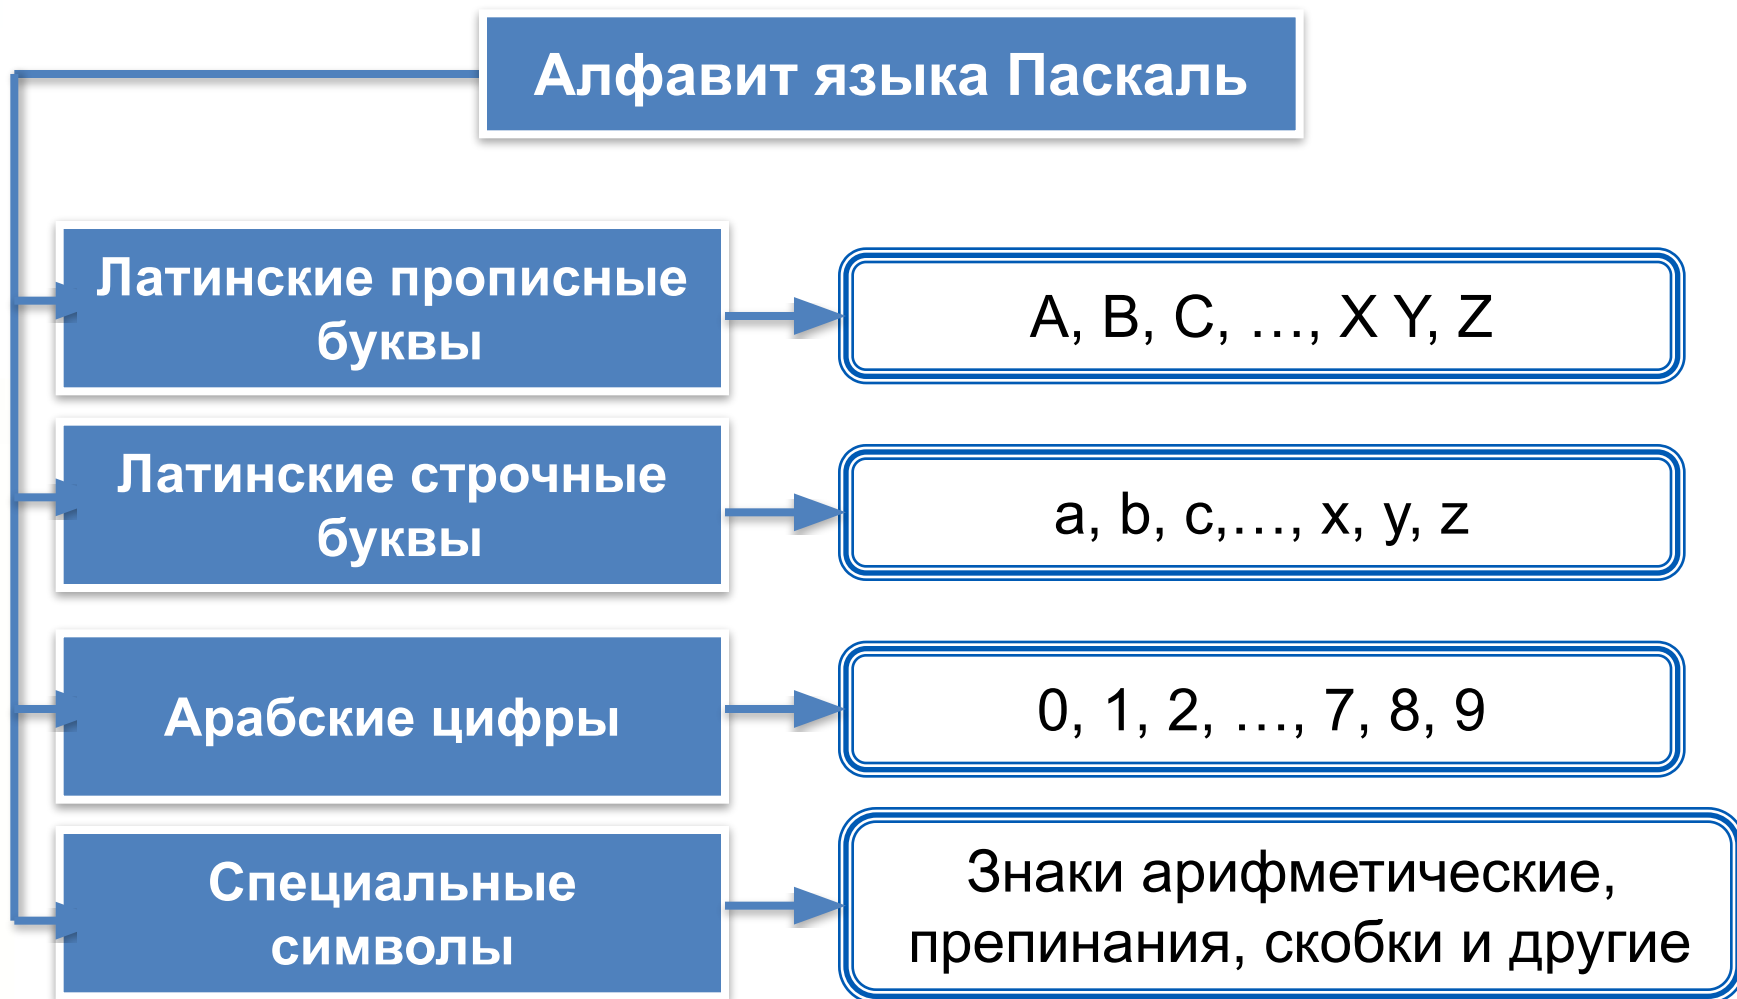 Алфавит языка Паскаль
Латинские прописные
буквы
A, B, C, …, X Y, Z
Латинские строчные
буквы
a, b, c,…, x, y, z
Арабские цифры
0, 1, 2, …, 7, 8, 9
Специальные
символы
Знаки арифметические,
препинания, скобки и другие